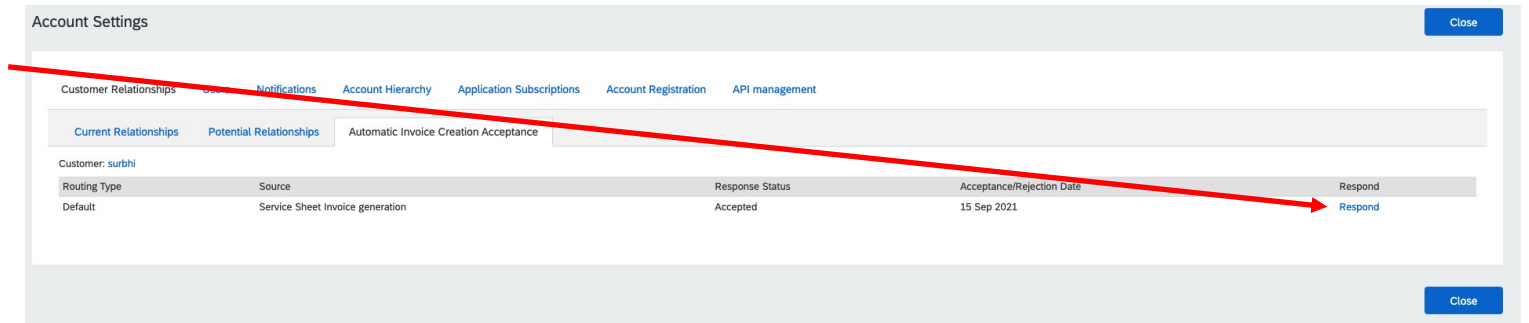 Account Settings
Close
Customer Relationships Users Notifications Account Hierarchy Application Subscriptions Account Registration API management
Current Relationships Potential Relationships Automatic Invoice Creation Acceptance
Customer: surbhi
Routing Type Source Response Status Acceptance/Rejection Date Respond
Default Service Sheet Invoice generation Accepted 15 Sep 2021 Respond
Close